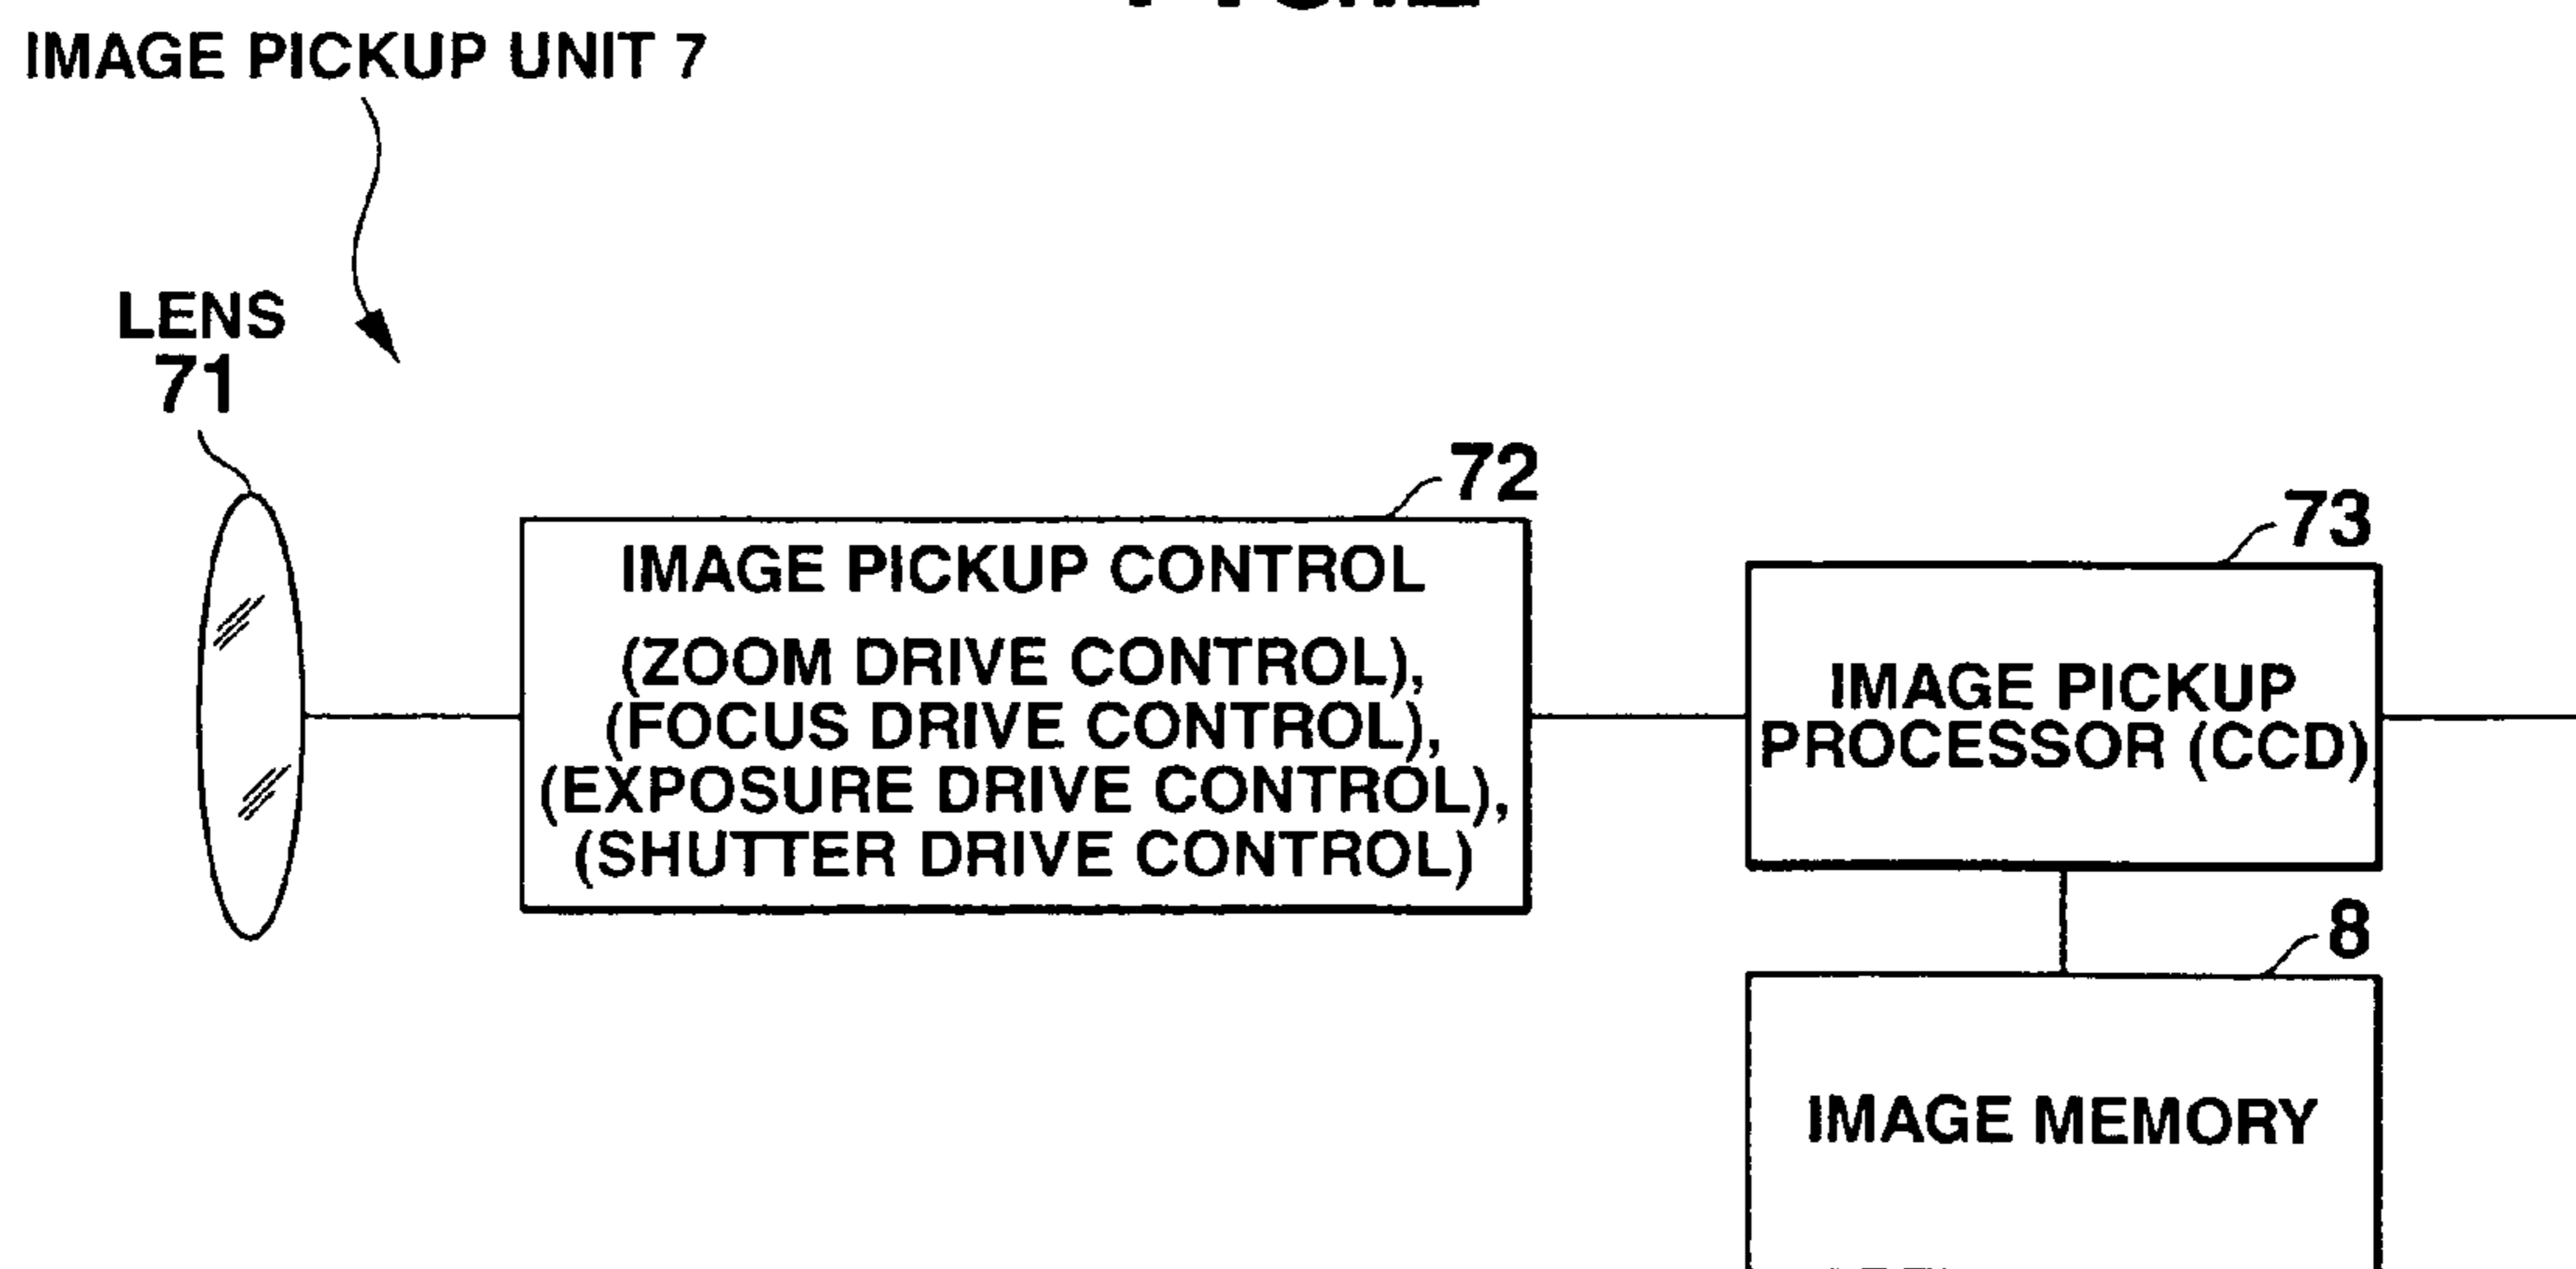 IMAGE PICKUP UNIT 7
LENS
71
72
IMAGE PICKUP CONTROL
(ZOOM DRIVE CONTROL),
(FOCUS DRIVE CONTROL),
(EXPOSURE DRIVE CONTROL),
(SHUTTER DRIVE CONTROL)
73
IMAGE PICKUP
PROCESSOR (CCD)
8
IMAGE MEMORY